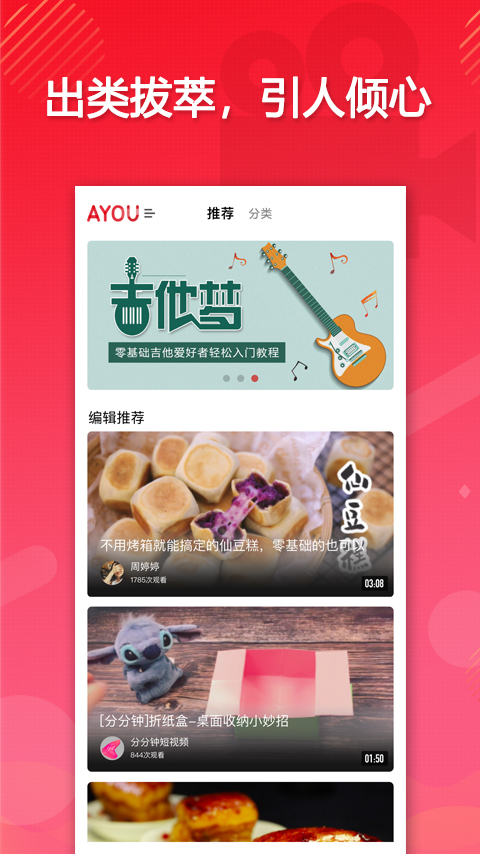 出类拔萃，引人倾心
AYOU
推荐 分类
吉他梦
零基础吉他爱好者轻松入门教程
编辑推荐
仙豆糕
不用烤箱就能搞定的仙豆糕，零基础的也可以
周婷婷
1785次观看
03:08
[分分钟]折纸盒-桌面收纳小妙招
分分钟短视频
844次观看
01:50